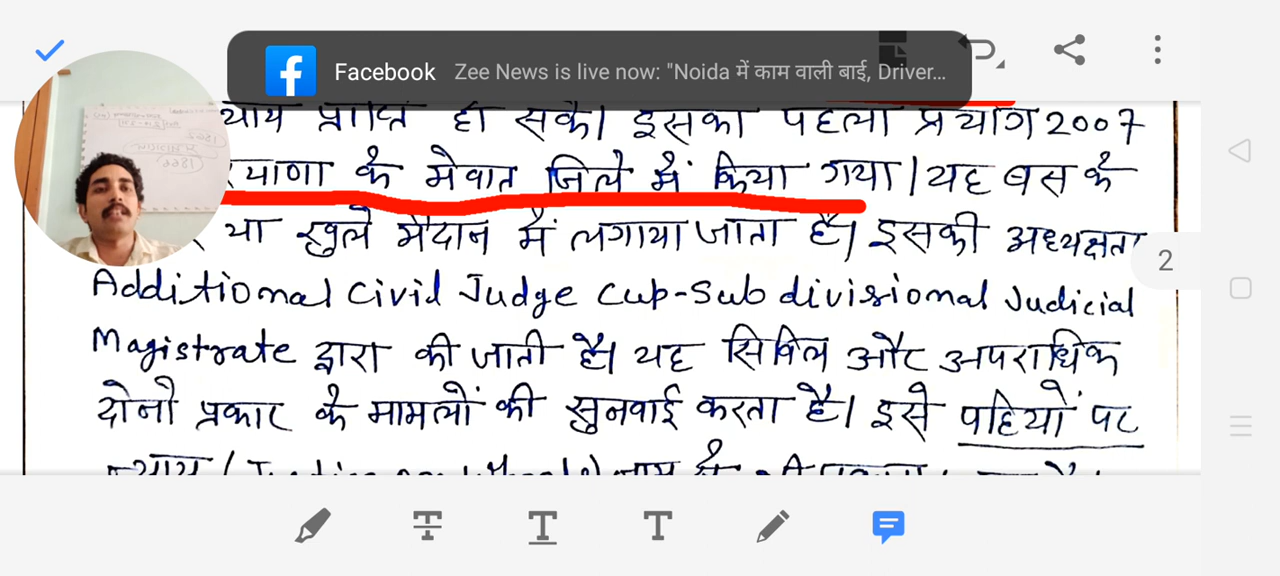 Facebook Zee News is live now: "Noida में काम वाली बाई, Driver...
न्याय प्राप्ति हो सके। इसका पहला प्रयोग 2007
के मेवात जिले में किया गया। यह बस के
या खुले मैदान में लगाया जाता है। इसकी अध्यक्षता
2
Additional Civil Judge Cup-Sub divisional Judicial
Magistrate द्वारा की जाती है। यह सिविल और अपराधिक
दोनो प्रकार के मामलों की सुनवाई करता है। इसे पहियों पर
T T T